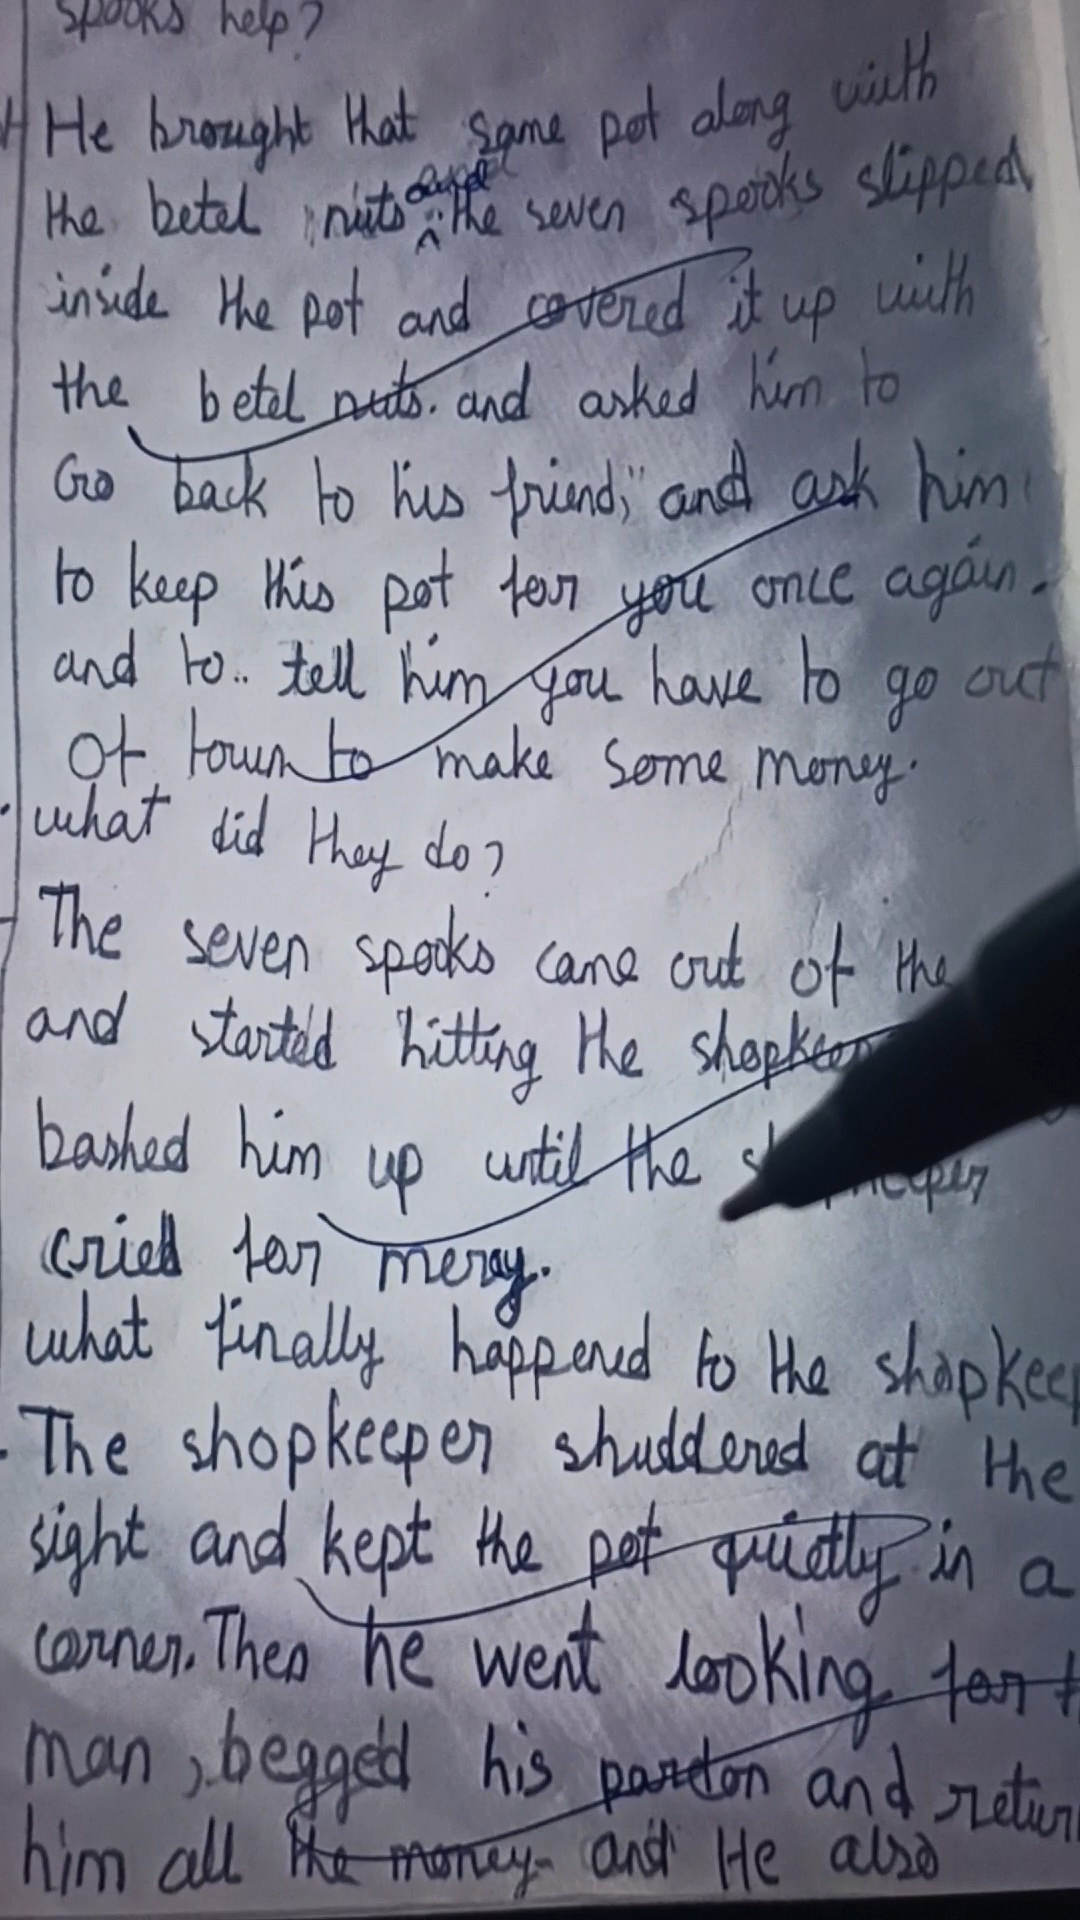 spooks help?
He brought that same pot along with
the betel nuts and the seven spooks slipped
inside the pot and covered it up with
the betel nuts. and asked him to
Go back to his friend, and ask him
to keep this pot for you once again.
and to.. tell him you have to go out
Of town to make some money.
what did they do?
The seven spooks came out of the
and started hitting the
bashed him up until the
cried for mercy.
what finally happened to the
The shopkeeper shuddered at the
sight and kept the pot quietly in a
corner. Then he went looking for
man, begged his pardon and
him all the money and He also